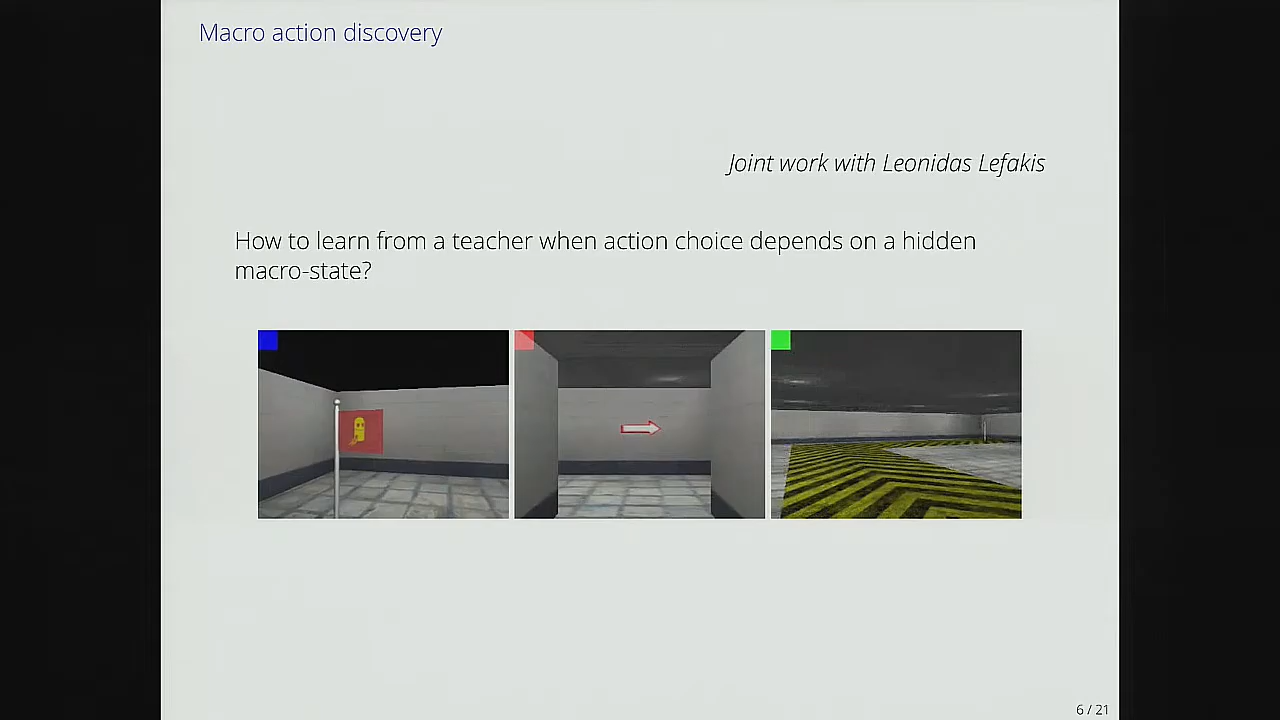 Macro action discovery
Joint work with Leonidas Lefakis
How to learn from a teacher when action choice depends on a hidden
macro-state?
6 / 21